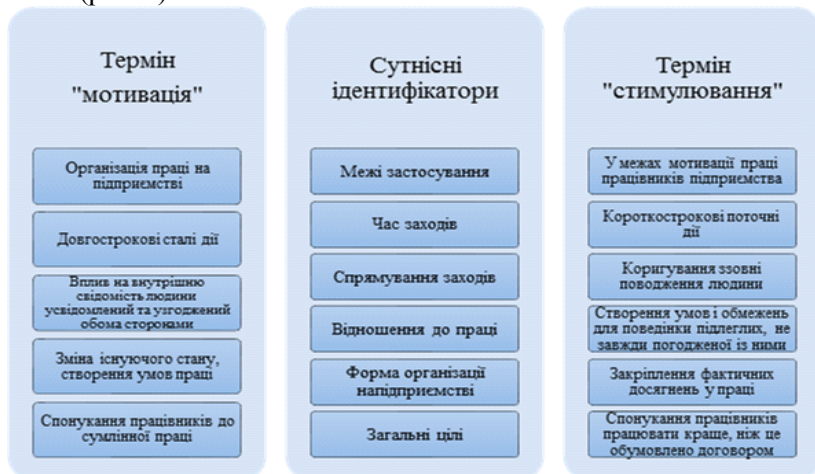 Термін
"мотивація"
Організація праці на
підприємстві
Довгострокові сталі дії
Вплив на внутрішню
свідомість людини
усвідомлений та узгоджений
обома сторонами
Зміна існуючого стану,
створення умов праці
Спонукання працівників до
сумлінної праці
Сутнісні
ідентифікатори
Межі застосування
Час заходів
Спрямування заходів
Відношення до праці
Форма організації
напідприємстві
Загальні цілі
Термін
"стимулювання"
У межах мотивації праці
працівників підприємства
Короткострокові поточні
дії
Коригування ззовні
поводження людини
Створення умов і обмежень
для поведінки підлеглих, не
завжди погодженої із ними
Закріплення фактичних
досягнень у праці
Спонукання працівників
працювати краще, ніж це
обумовлено договором